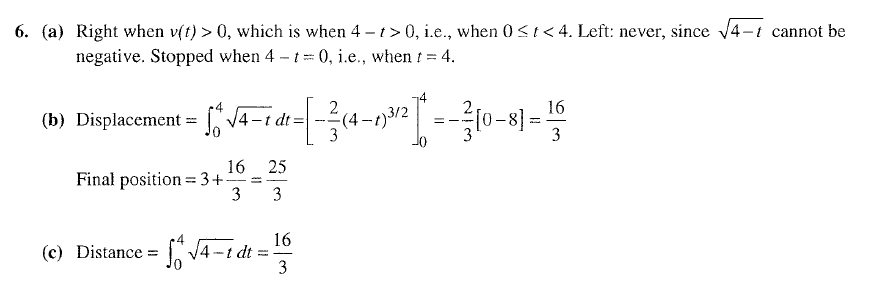 6. (a) Right when v(t) > 0, which is when 4 – t > 0, i.e., when 0 ≤ t < 4. Left: never, since √(4–t) cannot be
negative. Stopped when 4 – t = 0, i.e., when t = 4.
(b) Displacement = ∫₀⁴ √(4–t) dt = [–2/3(4–t)^{3/2}]₀⁴ = –2/3[0–8] = 16/3
Final position = 3 + 16/3 = 25/3
(c) Distance = ∫₀⁴ √(4–t) dt = 16/3